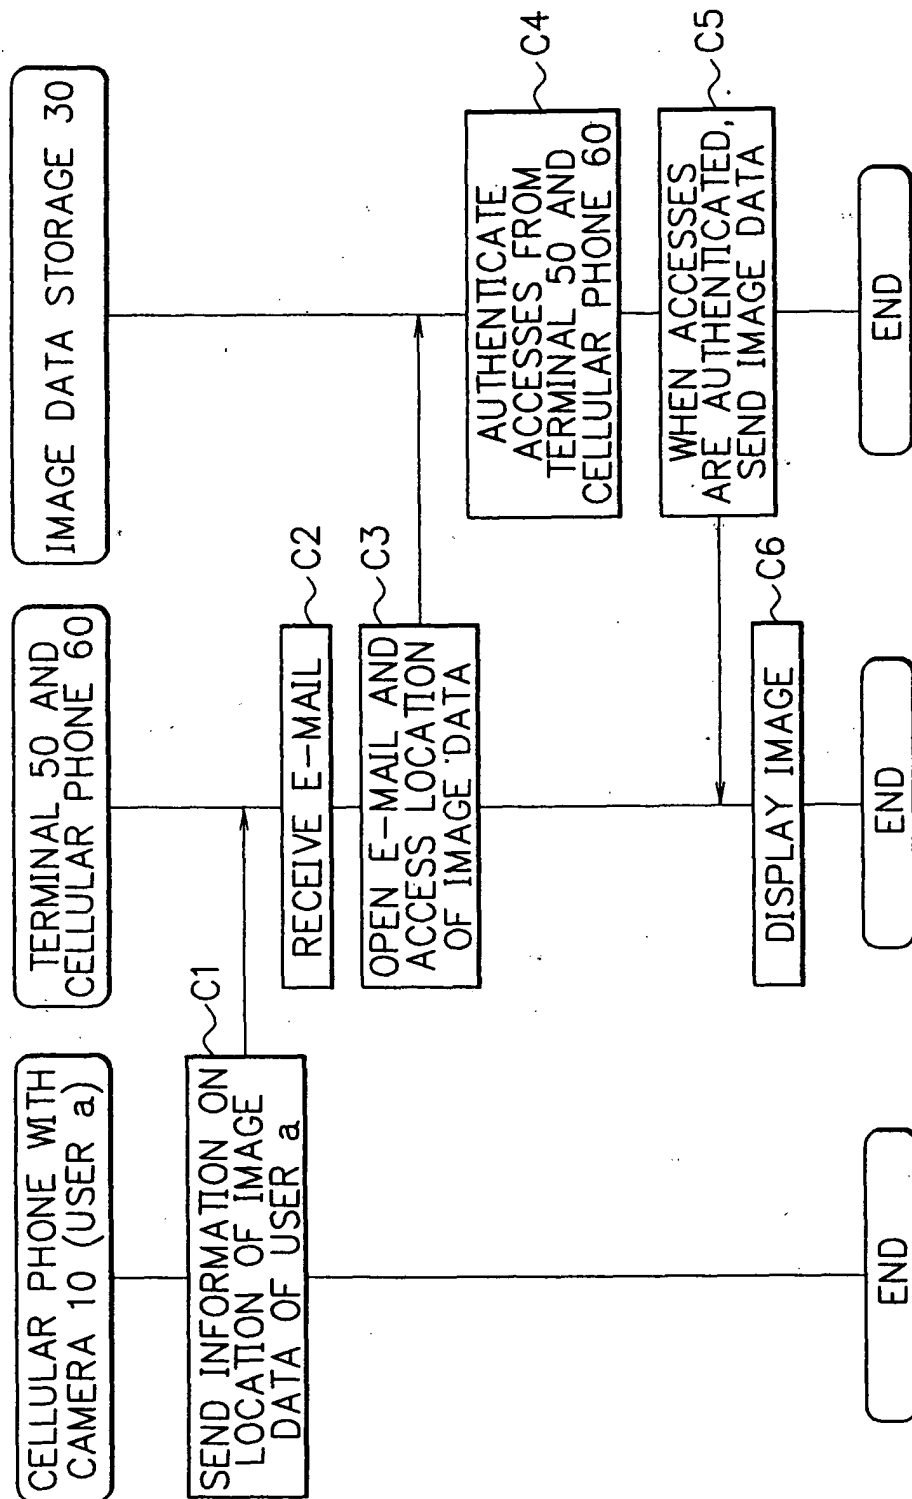 CELLULAR PHONE WITH
CAMERA 10 (USER a)
TERMINAL 50 AND
CELLULAR PHONE 60
IMAGE DATA STORAGE 30
SEND INFORMATION ON
LOCATION OF IMAGE
DATA OF USER a
C1
RECEIVE E-MAIL
C2
OPEN E-MAIL AND
ACCESS LOCATION
OF IMAGE DATA
C3
AUTHENTICATE
ACCESSES FROM
TERMINAL 50 AND
CELLULAR PHONE 60
C4
WHEN ACCESSES
ARE AUTHENTICATED,
SEND IMAGE DATA
C5
DISPLAY IMAGE
C6
END
END
END